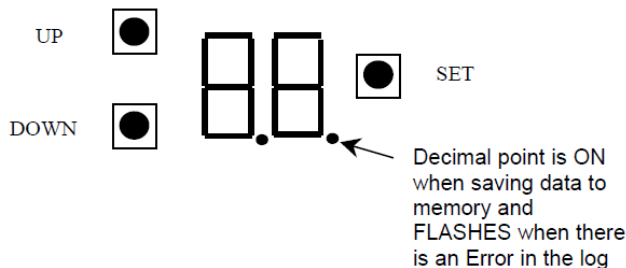 UP
SET
DOWN
Decimal point is ON
when saving data to
memory and
FLASHES when there
is an Error in the log